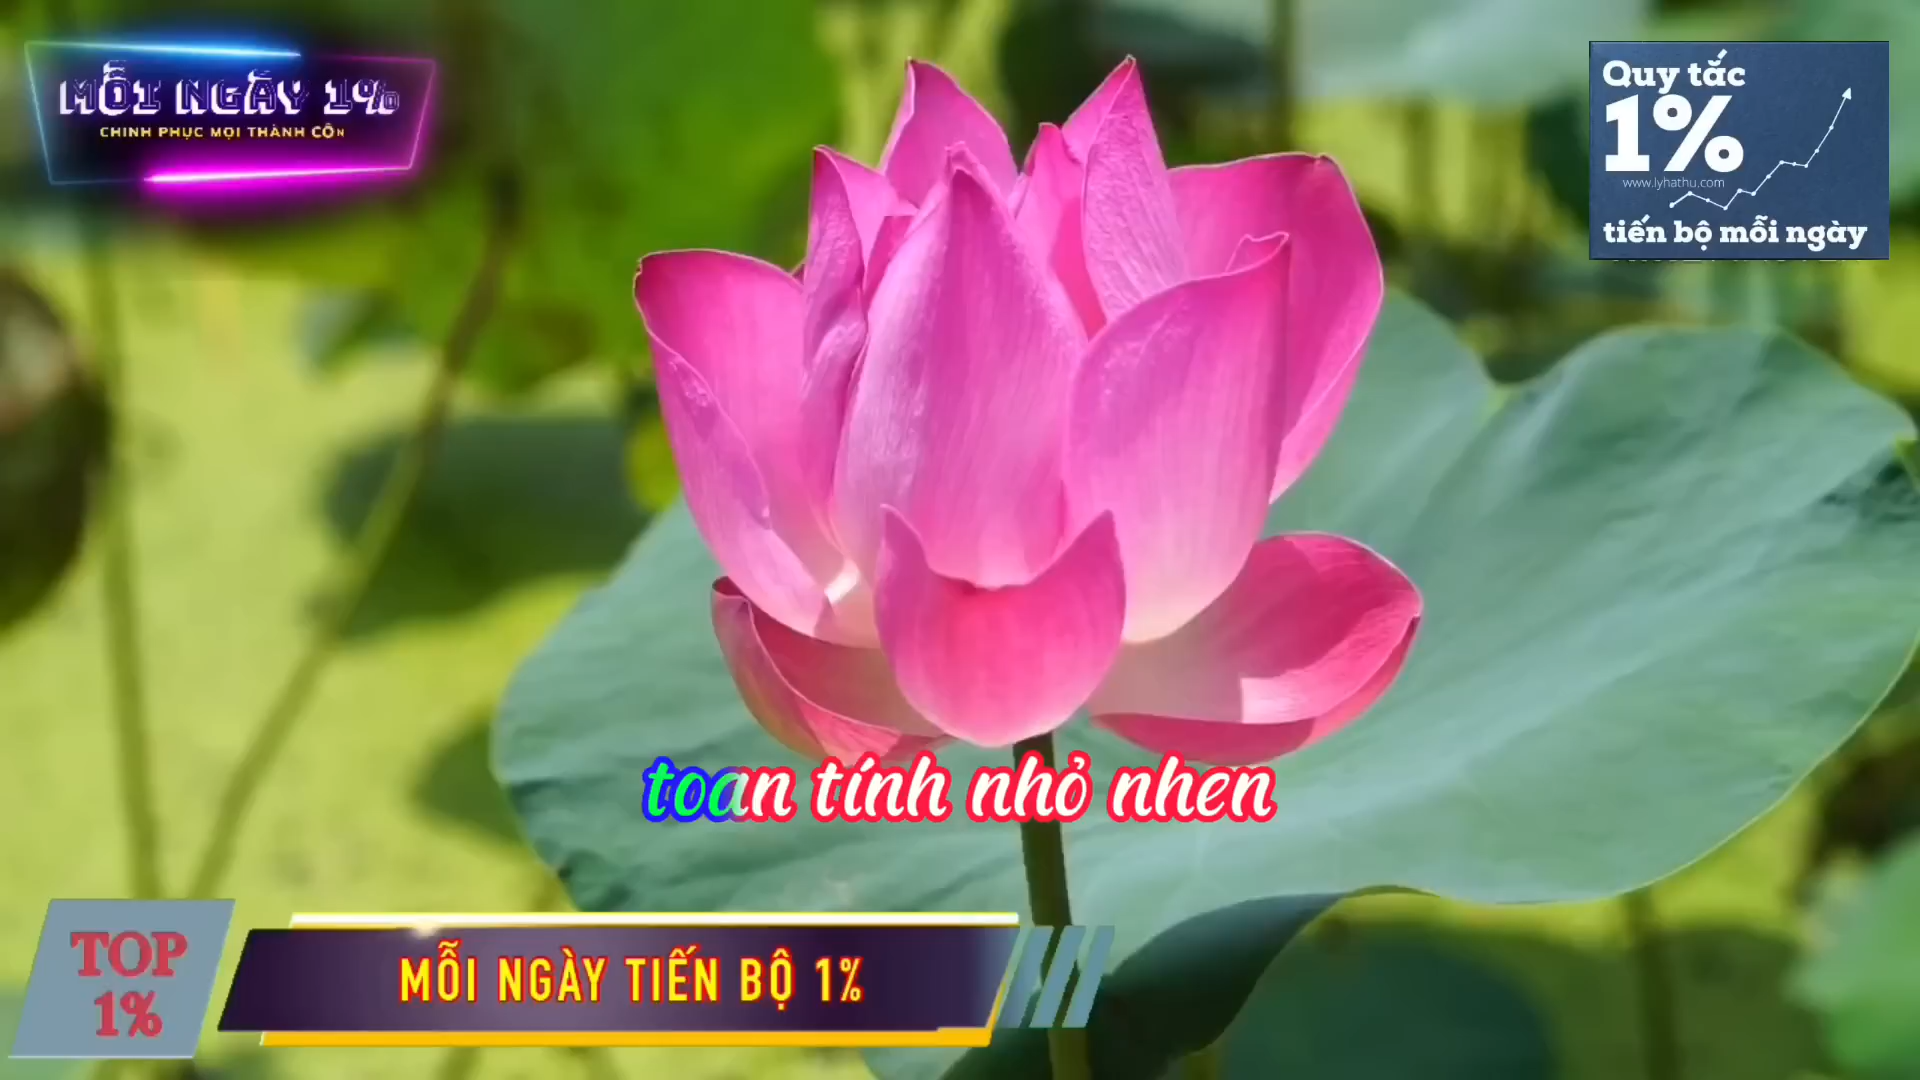 MỖI NGÀY 1%
CHINH PHỤC MỌI THÀNH CÔN
Quy tắc
1%
www.lyhathu.com
tiến bộ mỗi ngày
toan tính nhỏ nhen
TOP
1%
MỖI NGÀY TIẾN BỘ 1%